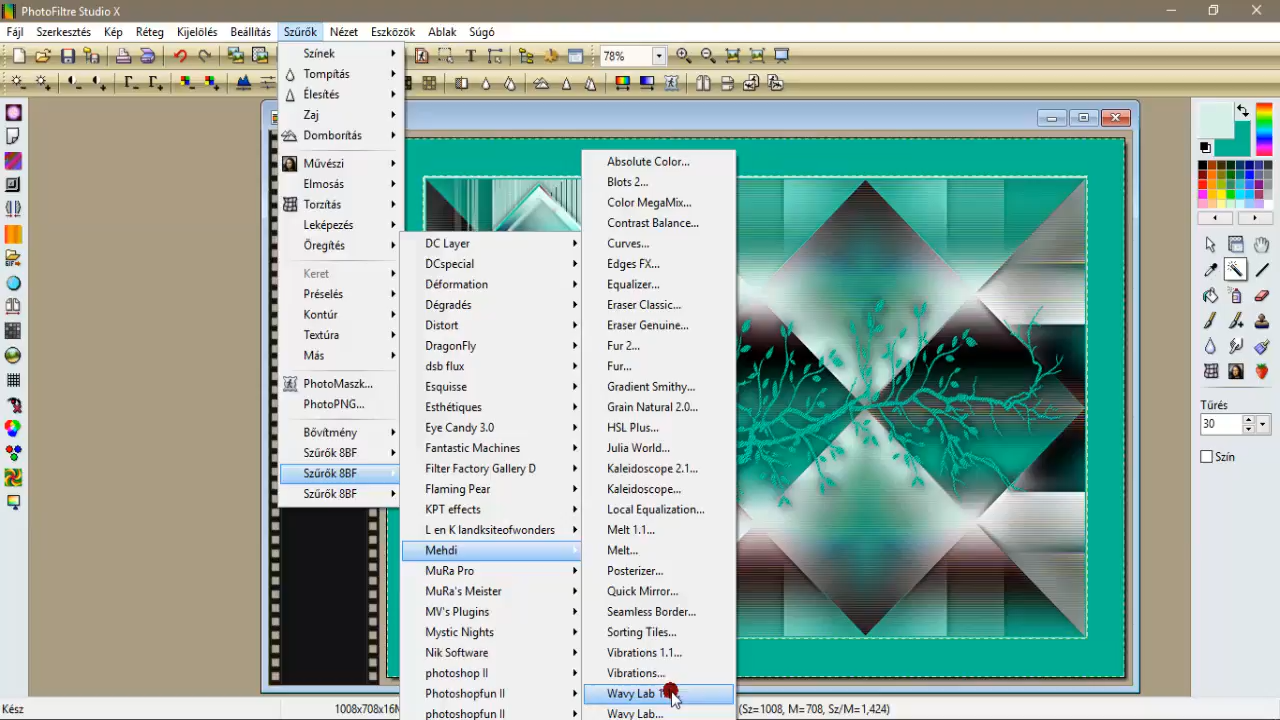 PhotoFiltre Studio X
Fájl Szerkesztés Kép Réteg Kijelölés Beállítás Szűrők Nézet Eszközök Ablak Súgó
78%
Színek
Tompítás
Élesítés
Zaj
Domborítás
Művészi
Elmosás
Torzítás
Leképezés
Öregítés
Keret
Préselés
Kontúr
Textúra
Más
PhotoMaszk...
PhotoPNG...
Bővítmény
Szűrők 8BF
Szűrők 8BF
Szűrők 8BF
DC Layer
DCspecial
Déformation
Dégradés
Distort
DragonFly
dsb flux
Esquisse
Esthétiques
Eye Candy 3.0
Fantastic Machines
Filter Factory Gallery D
Flaming Pear
KPT effects
L en K landksiteofwonders
Mehdi
MuRa Pro
MuRa's Meister
MV's Plugins
Mystic Nights
Nik Software
photoshop II
Photoshopfun II
photoshopfun II
Absolute Color...
Blots 2...
Color MegaMix...
Contrast Balance...
Curves...
Edges FX...
Equalizer...
Eraser Classic...
Eraser Genuine...
Fur 2...
Fur...
Gradient Smithy...
Grain Natural 2.0...
HSL Plus...
Julia World...
Kaleidoscope 2.1...
Kaleidoscope...
Local Equalization...
Melt 1.1...
Melt...
Posterizer...
Quick Mirror...
Seamless Border...
Sorting Tiles...
Vibrations 1.1...
Vibrations...
Wavy Lab
Wavy Lab...
Tűrés
30
Szín
Kész
1008x708x16M
(Sz=1008, M=708, Sz/M=1,424)